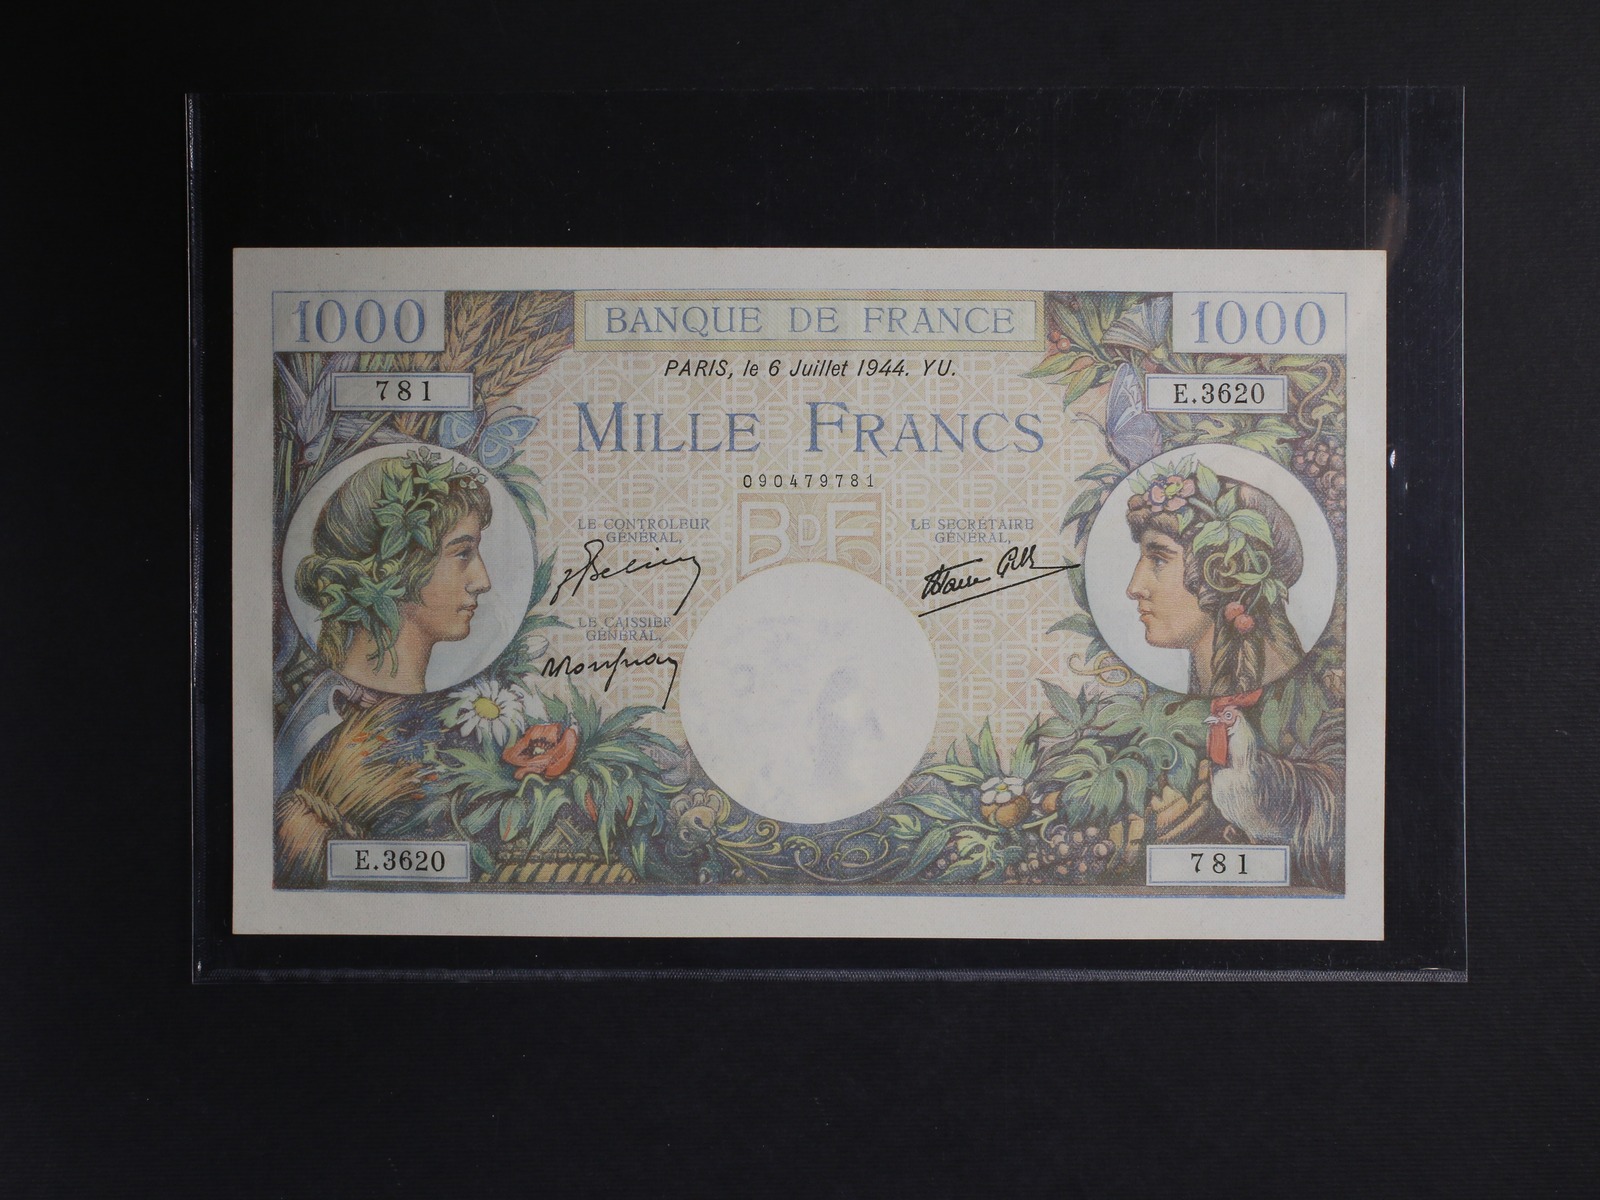 1000 BANQUE DE FRANCE 1000
PARIS, le 6 Juillet 1944. YU.
781 E.3620
MILLE FRANCS
090479781
BDF
LE CONTROLEUR GÉNÉRAL,
LE SECRÉTAIRE GÉNÉRAL,
LE CAISSIER GÉNÉRAL,
E.3620 781